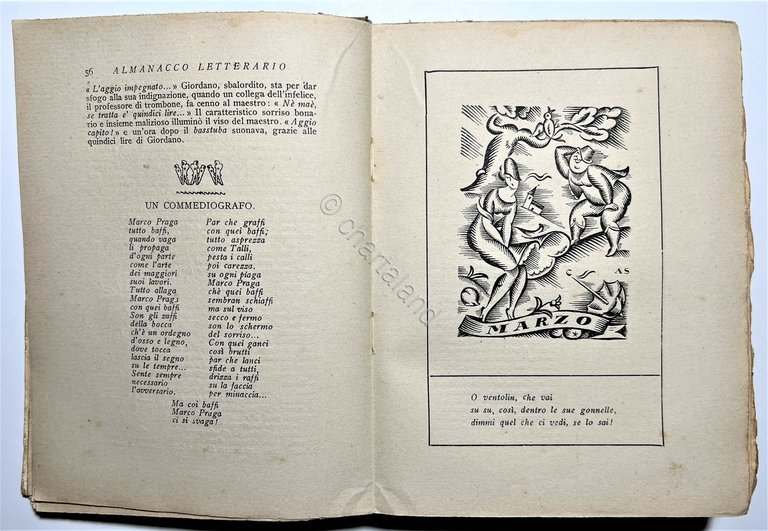 56 ALMANACCO LETTERARIO
« L'aggio impegnato... » Giordano, sbalordito, sta per dar
sfogo alla sua indignazione, quando un collega dell'infelice,
il professore di trombone, fa cenno al maestro : « Nè maè,
se tratta e' quindici lire... » Il caratteristico sorriso bona-
rio e insieme malizioso illuminò il viso del maestro. « Aggio
capito! » e un'ora dopo il basstuba suonava, grazie alle
quindici lire di Giordano.
UN COMMEDIOGRAFO.
Marco Praga
tutto baffi,
quando vaga
li propaga
d'ogni parte
come l'arte
dei maggiori
suoi lavori.
Tutto allaga
Marco Praga
con quei baffi.
Son gli zaffi
della bocca
ch'è un ordegno
d'osso e legno,
dove tocca
lascia il segno
su le tempre...
Sente sempre
necessario
l'avversario.
Par che graffi
con quei baffi;
tutto asprezza
come Talli,
pesta i calli
poi carezza.
su ogni piaga
Marco Praga
chè quei baffi
sembran schiaffi
ma sul viso
secco e fermo
son lo schermo
del sorriso...
Con quei ganci
così brutti
par che lanci
sfide a tutti,
drizza i raffi
su la faccia
per minaccia...
Ma coi baffi
Marco Praga
ci si svaga!
C AS
MARZO
O ventolin, che vai
su su, così, dentro le sue gonnelle,
dimmi quel che ci vedi, se lo sai!
© chartaland